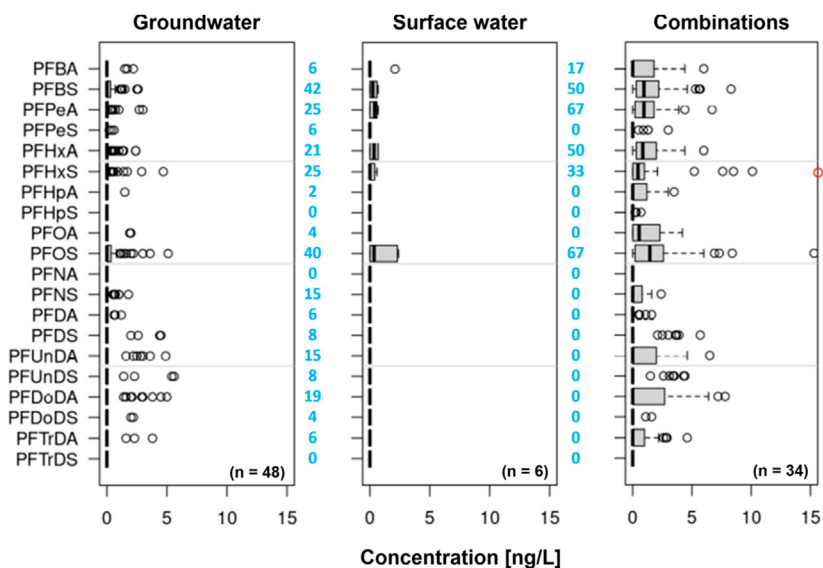 Groundwater Surface water Combinations
PFBA 6 17
PFBS 42 50
PFPeA 25 67
PFPeS 6 0
PFHxA 21 50
PFHxS 25 33
PFHpA 2 0
PFHpS 0 0
PFOA 4 0
PFOS 40 67
PFNA 0 0
PFNS 15 0
PFDA 6 0
PFDS 8 0
PFUnDA 15 0
PFUnDS 8 0
PFDoDA 19 0
PFDoDS 4 0
PFTrDA 6 0
PFTrDS 0 0
(n = 48) (n = 6) (n = 34)
0 5 10 15 0 5 10 15 0 5 10 15
Concentration [ng/L]